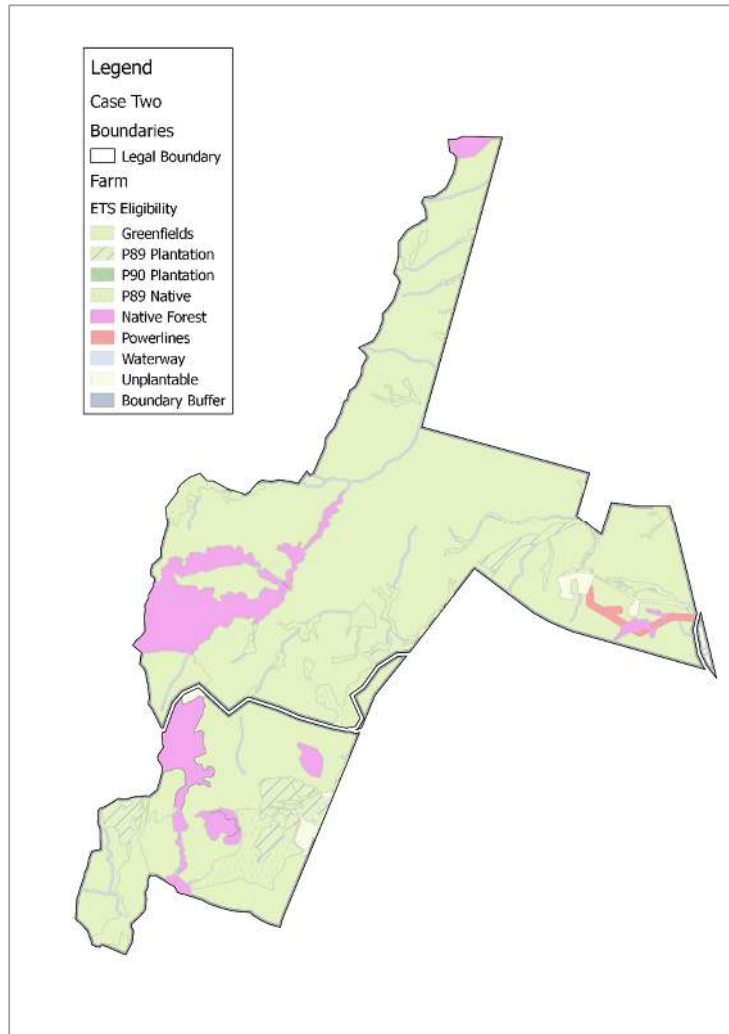 Legend
Case Two
Boundaries
Legal Boundary
Farm
ETS Eligibility
Greenfields
P89 Plantation
P90 Plantation
P89 Native
Native Forest
Powerlines
Waterway
Unplantable
Boundary Buffer